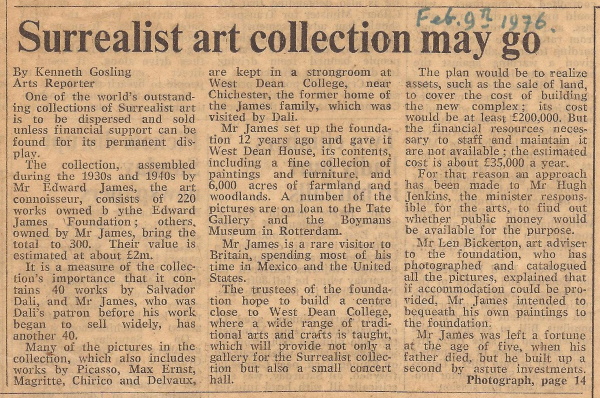 Feb. 9th 1976.
Surrealist art collection may go
By Kenneth Gosling
Arts Reporter
One of the world's outstand-
ing collections of Surrealist art
is to be dispersed and sold
unless financial support can be
found for its permanent dis-
play.
The collection, assembled
during the 1930s and 1940s by
Mr Edward James, the art
connoisseur, consists of 220
works owned b ythe Edward
James Foundation; others,
owned by Mr James, bring the
total to 300. Their value is
estimated at about £2m.
It is a measure of the collec-
tion's importance that it con-
tains 40 works by Salvador
Dali, and Mr James, who was
Dali's patron before his work
began to sell widely, has
another 40.
Many of the pictures in the
collection, which also includes
works by Picasso, Max Ernst,
Magritte, Chirico and Delvaux,
are kept in a strongroom at
West Dean College, near
Chichester, the former home of
the James family, which was
visited by Dali.
Mr James set up the founda-
tion 12 years ago and gave it
West Dean House, its contents,
including a fine collecion of
paintings and furniture, and
6,000 acres of farmland and
woodlands. A number of the
pictures are on loan to the Tate
Gallery and the Boymans
Museum in Rotterdam.
Mr James is a rare visitor to
Britain, spending most of his
time in Mexico and the United
States.
The trustees of the founda-
tion hope to build a centre
close to West Dean College,
where a wide range of tradi-
tional arts and crafts is taught,
which will provide not only a
gallery for the Surrealist collec-
tion but also a small concert
hall.
The plan would be to realize
assets, such as the sale of land,
to cover the cost of building
the new complex; its cost
would be at least £200,000. But
the financial resources neces-
sary to staff and maintain it
are not available; the estimated
cost is about £35,000 a year.
For that reason an approach
has been made to Mr Hugh
Jenkins, the minister respons-
ible for the arts, to find out
whether public money would
be available for the purpose.
Mr Len Bickerton, art adviser
to the foundation, who has
photographed and catalogued
all the pictures, explained that
if accommodation could be pro-
vided, Mr James intended to
bequeath his own paintings to
the foundation.
Mr James was left a fortune
at the age of five, when his
father died, but he built up a
second by astute investments.
Photograph, page 14